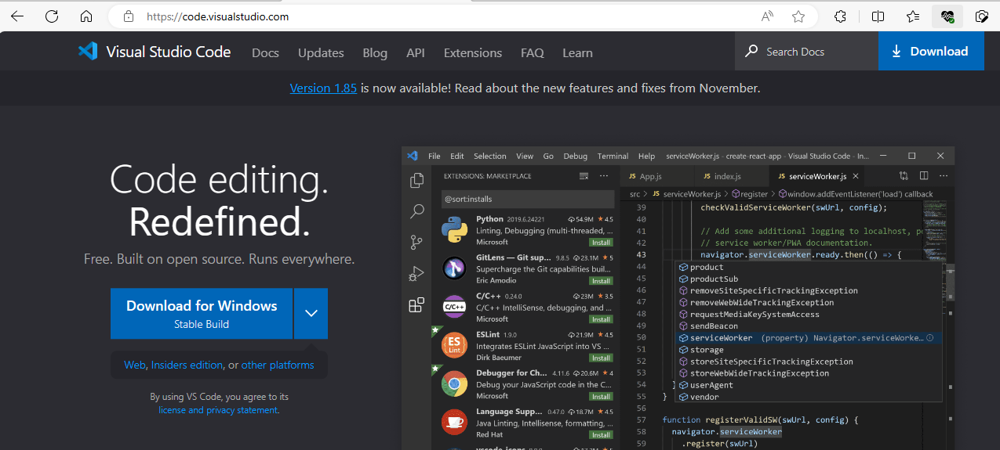 https://code.visualstudio.com
Visual Studio Code Docs Updates Blog API Extensions FAQ Learn Search Docs Download
Version 1.85 is now available! Read about the new features and fixes from November.
Code editing.
Redefined.
Free. Built on open source. Runs everywhere.
Download for Windows
Stable Build
Web, Insiders edition, or other platforms
By using VS Code, you agree to its
license and privacy statement.
File Edit Selection View Go Debug Terminal Help serviceWorker.js - create-react-app - Visual Studio Code - In...
EXTENSIONS: MARKETPLACE
@sort:installs
Python 2019.6.24221 54.9M 4.5
Linting, Debugging (multi-threaded, ...
Microsoft Install
GitLens — Git sup... 9.8.5 23.1M 5
Supercharge the Git capabilities buil...
Eric Amodio Install
C/C++ 0.24.0 23M 3.5
C/C++ IntelliSense, debugging, and ...
Microsoft Install
C/C++
ESLint 1.9.0 21.9M 4.5
Integrates ESLint JavaScript into VS ...
Dirk Baeumer Install
ES
Lint
Debugger for Ch... 4.11.6 20.6M 4
Debug your JavaScript code in the C...
Microsoft Install
Language Supp... 0.47.0 18.7M 4.5
Java Linting, Intellisense, formatting, ...
Red Hat Install
JS App.js JS index.js JS serviceWorker.js
src > JS serviceWorker.js > register > window.addEventListener('load') callback
39 checkValidServiceWorker(swUrl, config);
40
41 // Add some additional logging to localhost, p
42 // service worker/PWA documentation.
43 navigator.serviceWorker.ready.then(() => {
44 product
45 productSub
46 removeSiteSpecificTrackingException
47 removeWebWideTrackingException
48 requestMediaKeySystemAccess
49 sendBeacon
50 serviceWorker (property) Navigator.serviceWorke...
51 storage
52 storeSiteSpecificTrackingException
53 storeWebWideTrackingException
54 } userAgent
55 } vendor
56
57 function registerValidSW(swUrl, config) {
58 navigator.serviceWorker
59 .register(swUrl)